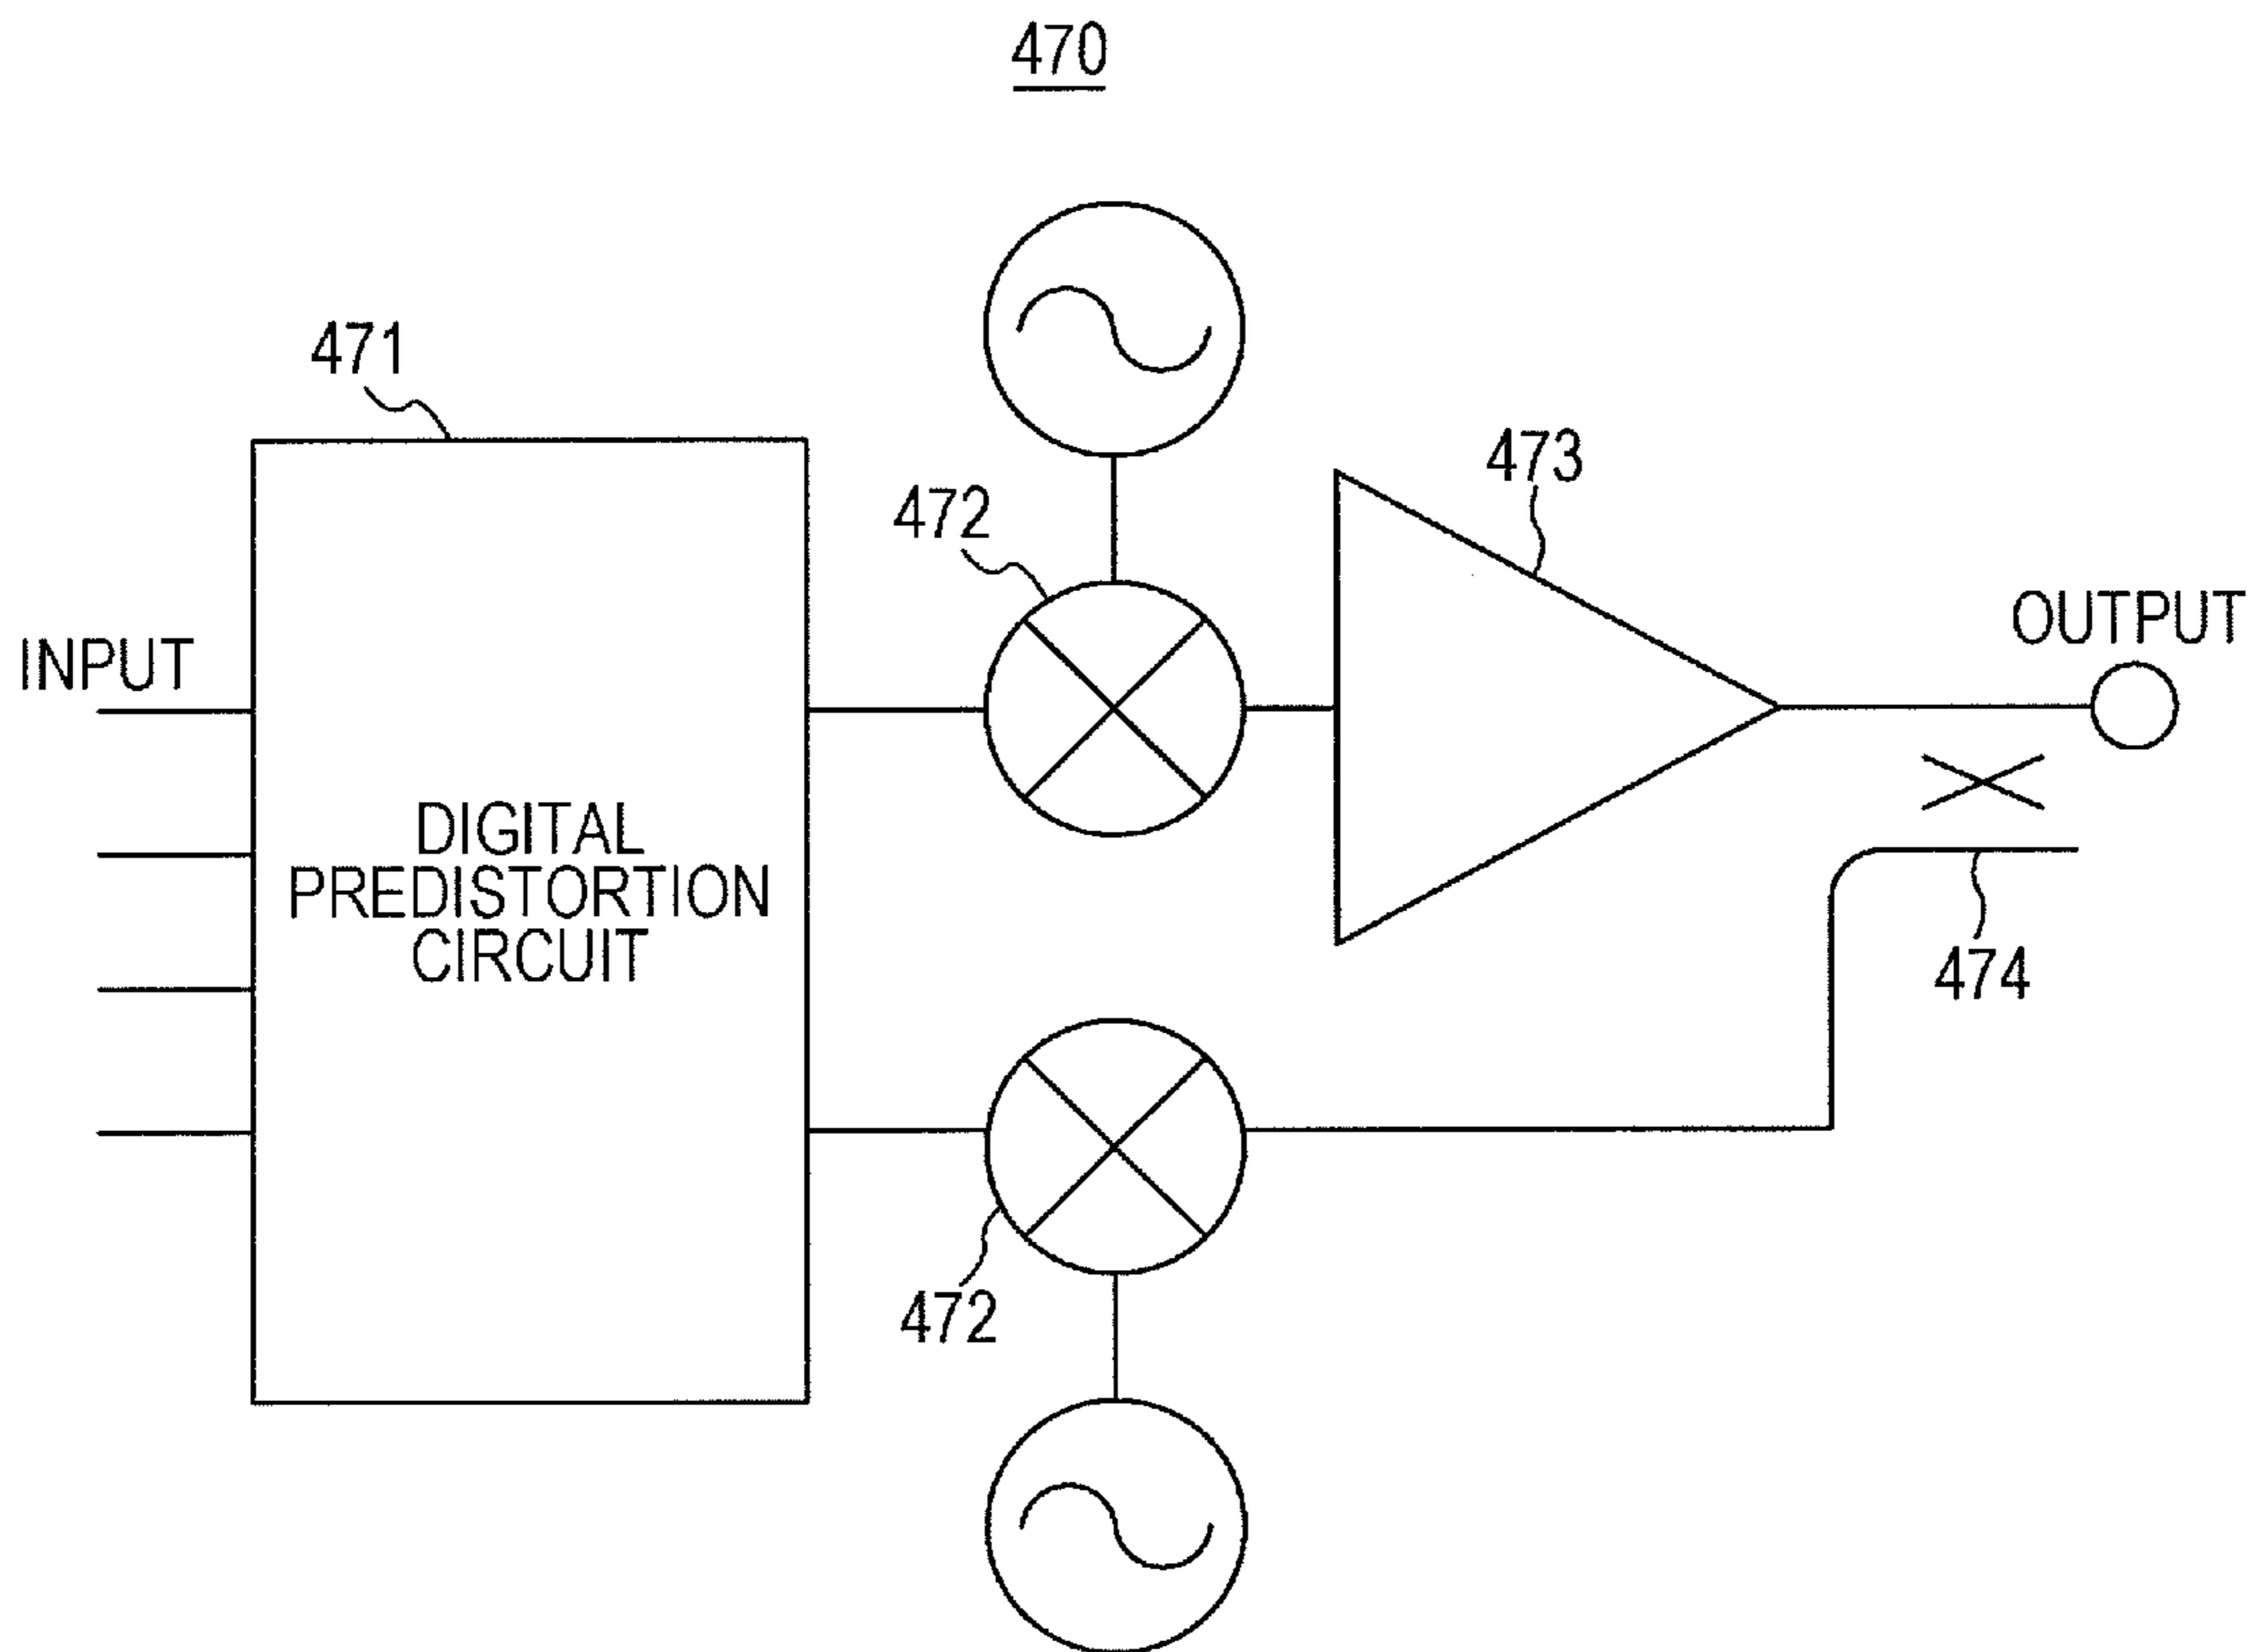 470
471
473
472
OUTPUT
INPUT
DIGITAL
PREDISTORTION
CIRCUIT
474
472